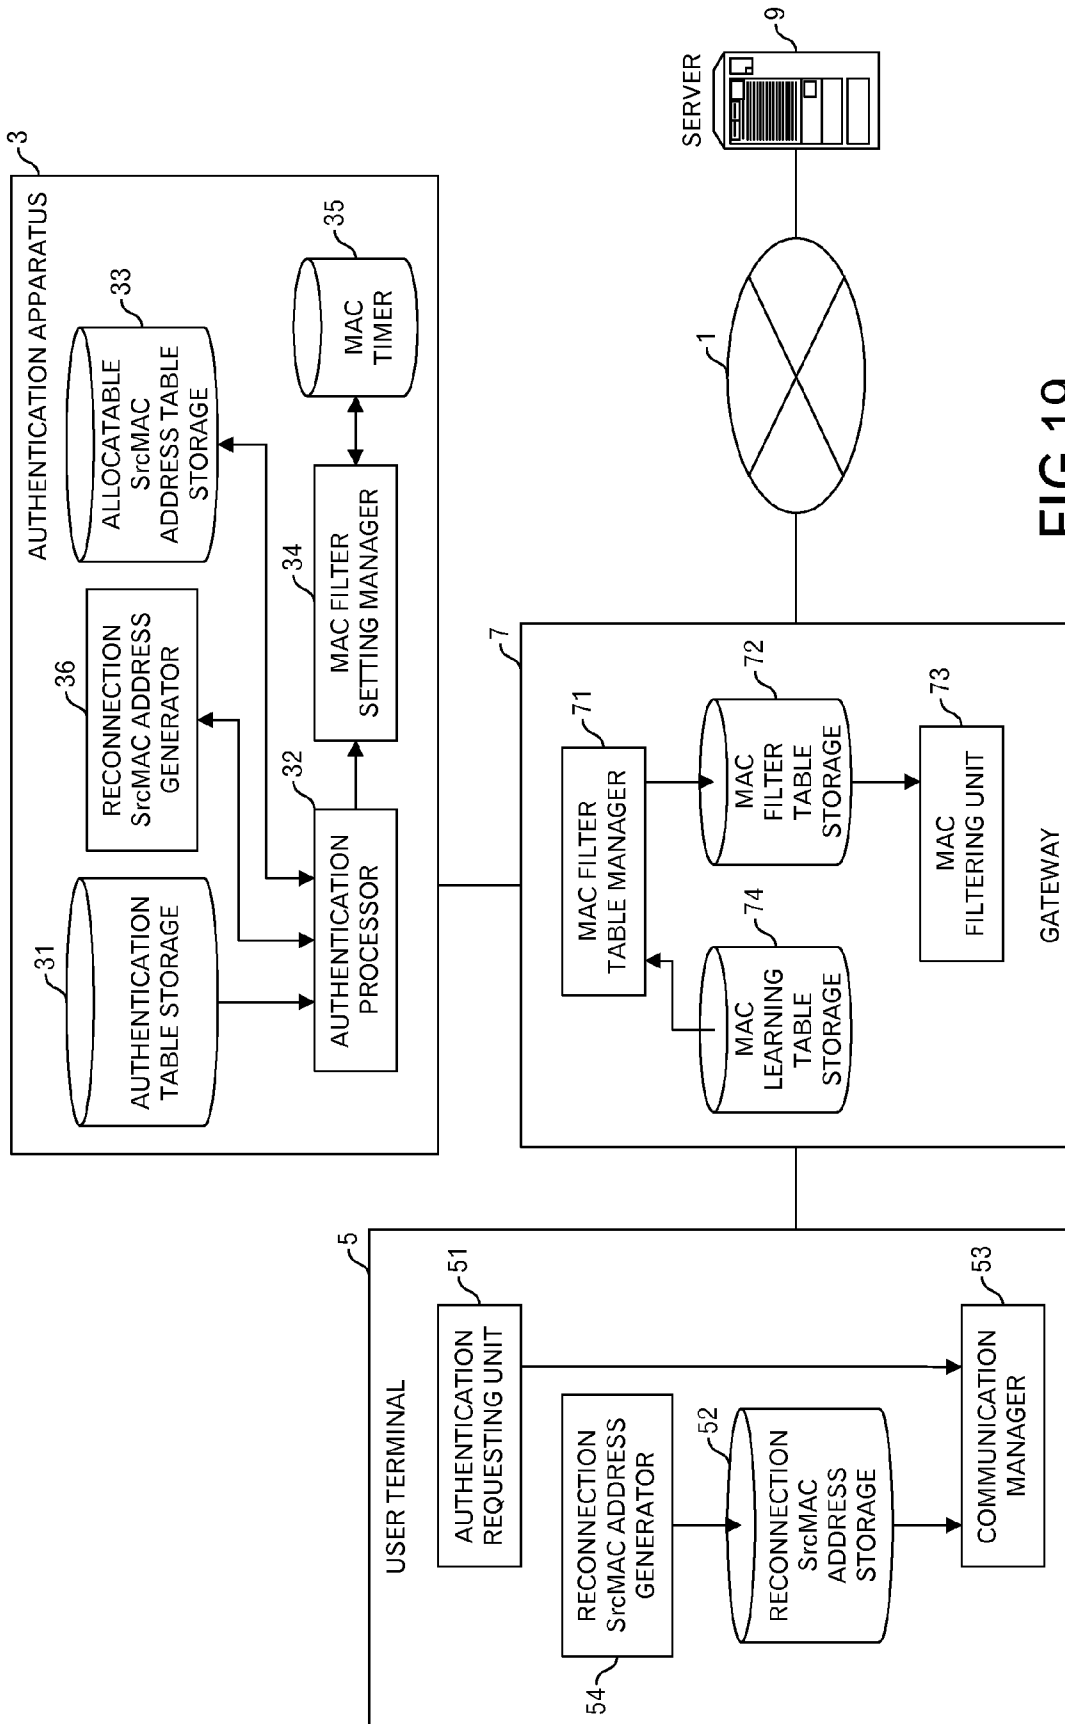 3
AUTHENTICATION APPARATUS
31
AUTHENTICATION
TABLE STORAGE
36
RECONNECTION
SrcMAC ADDRESS
GENERATOR
33
ALLOCATABLE
SrcMAC
ADDRESS TABLE
STORAGE
32
AUTHENTICATION
PROCESSOR
34
MAC FILTER
SETTING MANAGER
35
MAC
TIMER
5
USER TERMINAL
51
AUTHENTICATION
REQUESTING UNIT
RECONNECTION
SrcMAC ADDRESS
GENERATOR
54
52
RECONNECTION
SrcMAC
ADDRESS
STORAGE
53
COMMUNICATION
MANAGER
7
71
MAC FILTER
TABLE MANAGER
74
MAC
LEARNING
TABLE
STORAGE
72
MAC
FILTER
TABLE
STORAGE
73
MAC
FILTERING UNIT
GATEWAY
1
SERVER
9
FIG.19